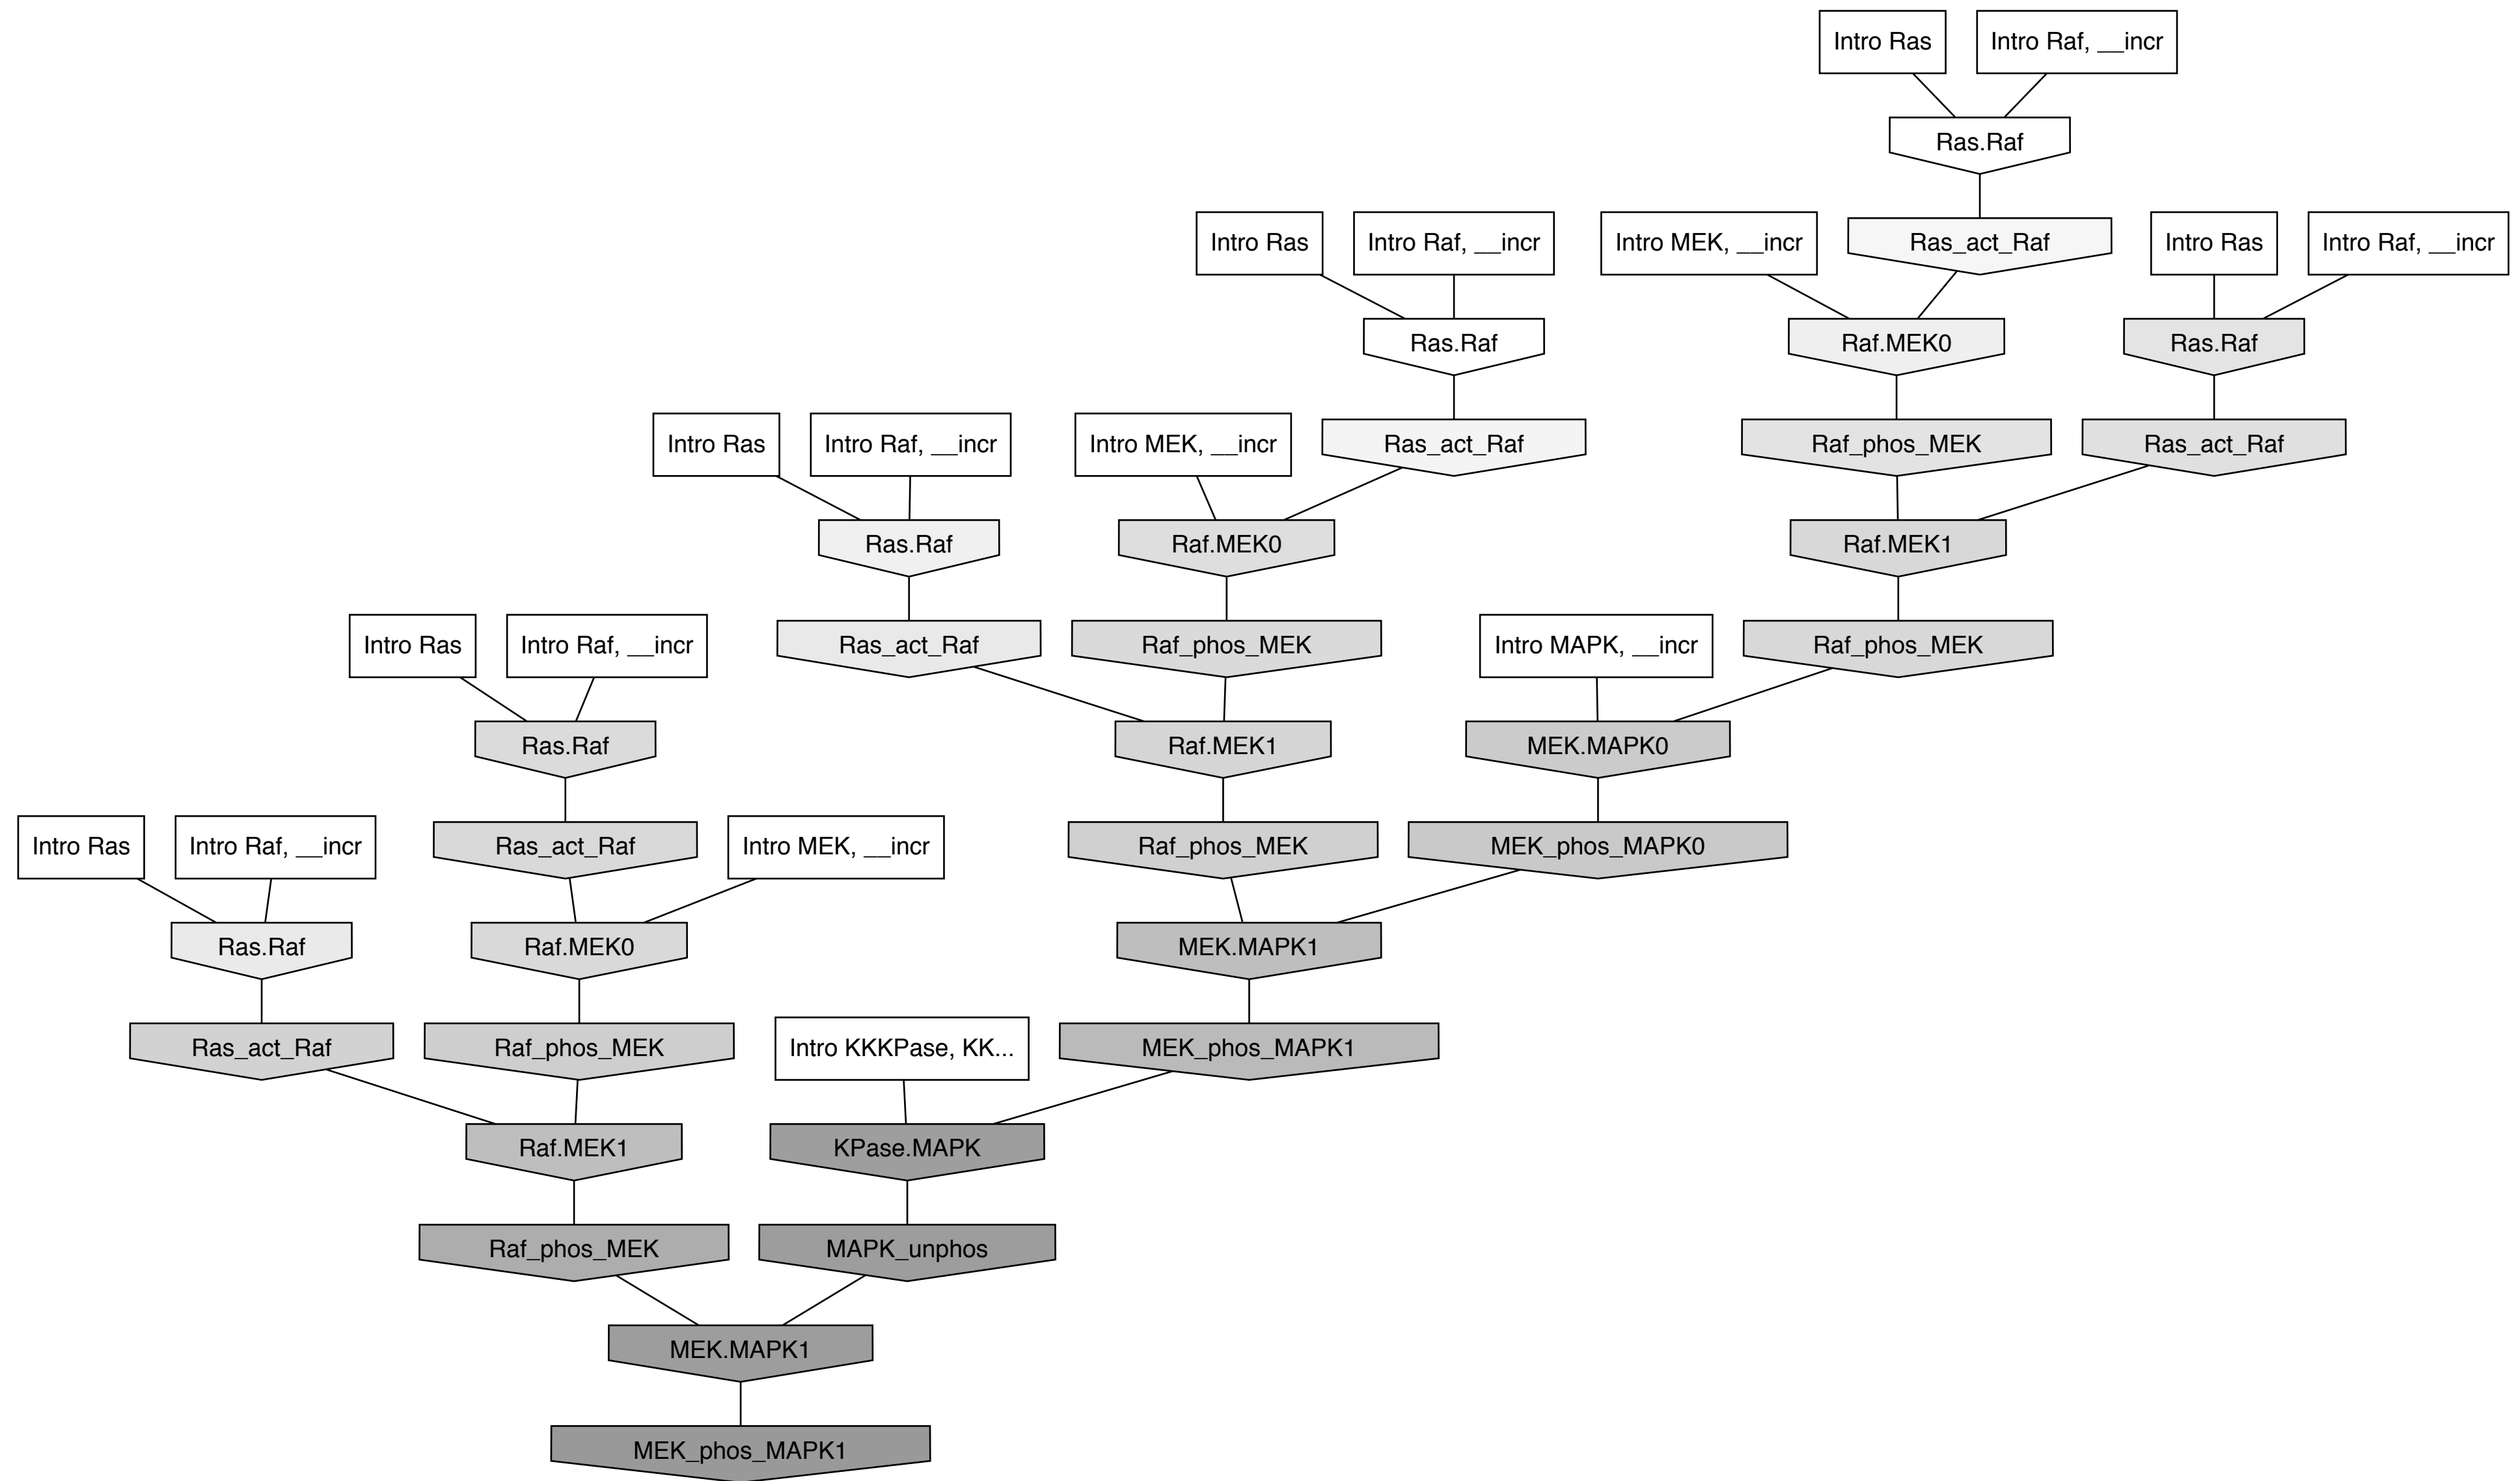 Intro Ras
Intro Raf, __incr
Ras.Raf
Intro Ras
Intro Raf, __incr
Intro MEK, __incr
Ras_act_Raf
Intro Ras
Intro Raf, __incr
Ras.Raf
Raf.MEK0
Ras.Raf
Intro Ras
Intro Raf, __incr
Intro MEK, __incr
Ras_act_Raf
Raf_phos_MEK
Ras_act_Raf
Ras.Raf
Raf.MEK0
Raf.MEK1
Intro Ras
Intro Raf, __incr
Ras_act_Raf
Raf_phos_MEK
Intro MAPK, __incr
Raf_phos_MEK
Ras.Raf
Raf.MEK1
MEK.MAPK0
Intro Ras
Intro Raf, __incr
Ras_act_Raf
Intro MEK, __incr
Raf_phos_MEK
MEK_phos_MAPK0
Ras.Raf
Raf.MEK0
MEK.MAPK1
Ras_act_Raf
Raf_phos_MEK
Intro KKKPase, KK...
MEK_phos_MAPK1
Raf.MEK1
KPase.MAPK
Raf_phos_MEK
MAPK_unphos
MEK.MAPK1
MEK_phos_MAPK1